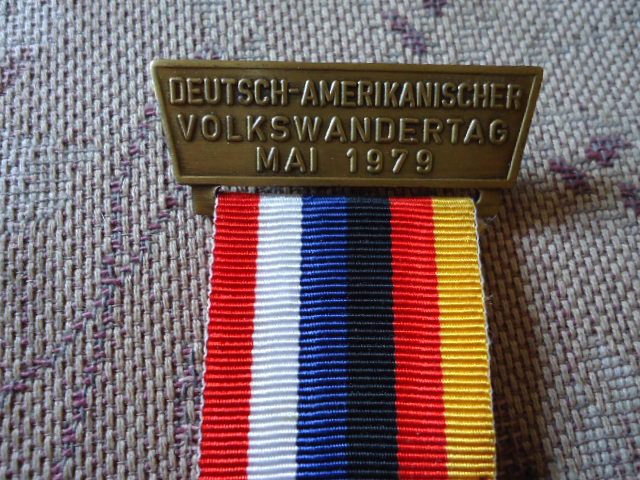 DEUTSCH-AMERIKANISCHER
VOLKSWANDERTAG
MAI 1979